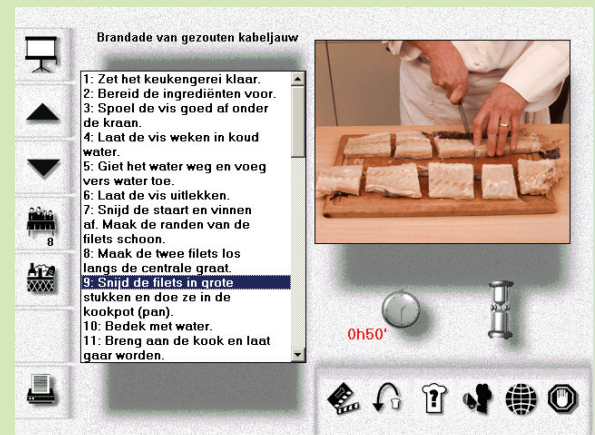 Brandade van gezouten kabeljauw
1: Zet het keukengerei klaar.
2: Bereid de ingrediënten voor.
3: Spoel de vis goed af onder
de kraan.
4: Laat de vis weken in koud
water.
5: Giet het water weg en voeg
vers water toe.
6: Laat de vis uitlekken.
7: Snijd de staart en vinnen
af. Maak de randen van de
filets schoon.
8: Maak de twee filets los
langs de centrale graat.
9: Snijd de filets in grote
stukken en doe ze in de
kookpot (pan).
10: Bedek met water.
11: Breng aan de kook en laat
gaar worden.
8
0h50'
?